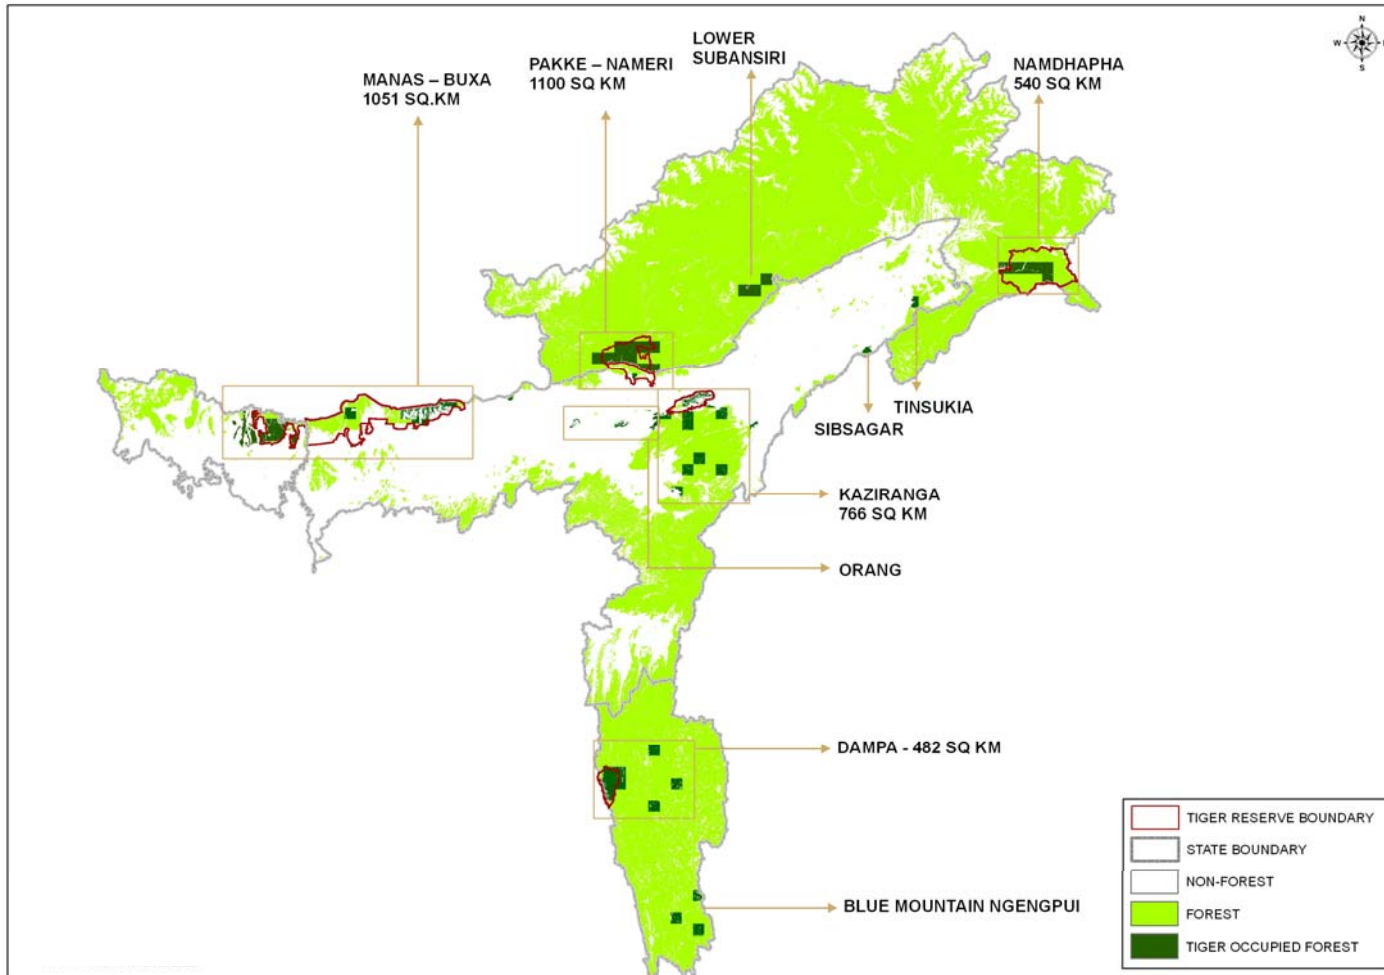 N
W
S
LOWER
SUBANSIRI
PAKKE – NAMERI
1100 SQ KM
NAMDHAPHA
540 SQ KM
MANAS – BUXA
1051 SQ.KM
TINSUKIA
SIBSAGAR
KAZIRANGA
766 SQ KM
ORANG
DAMPA - 482 SQ KM
BLUE MOUNTAIN NGENGPUI
TIGER RESERVE BOUNDARY
STATE BOUNDARY
NON-FOREST
FOREST
TIGER OCCUPIED FOREST